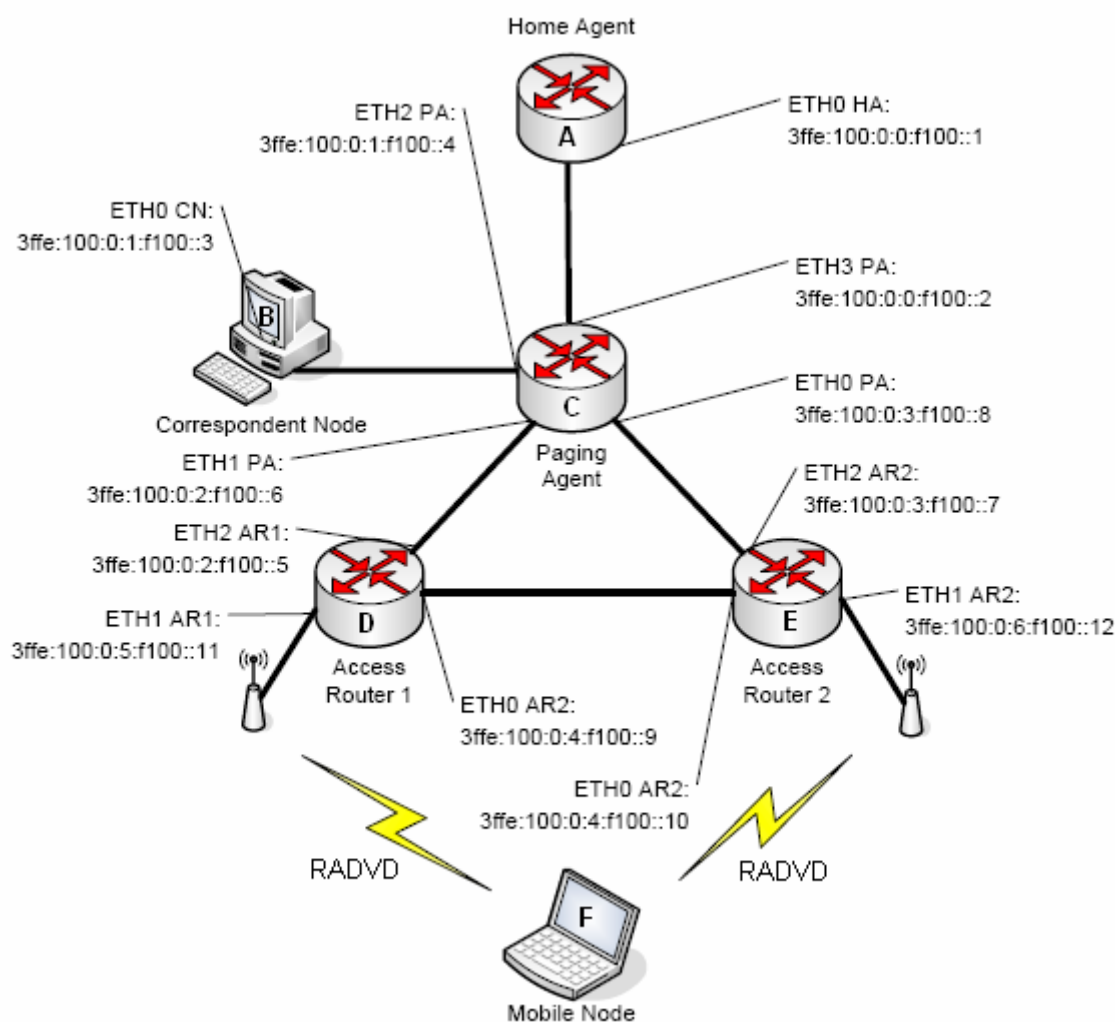 Home Agent
A
ETH0 HA:
3ffe:100:0:0:f100::1
ETH2 PA:
3ffe:100:0:1:f100::4
ETH0 CN:
3ffe:100:0:1:f100::3
B
Correspondent Node
ETH3 PA:
3ffe:100:0:0:f100::2
C
Paging
Agent
ETH0 PA:
3ffe:100:0:3:f100::8
ETH1 PA:
3ffe:100:0:2:f100::6
ETH2 AR2:
3ffe:100:0:3:f100::7
ETH2 AR1:
3ffe:100:0:2:f100::5
ETH1 AR1:
3ffe:100:0:5:f100::11
D
Access
Router 1
E
Access
Router 2
ETH1 AR2:
3ffe:100:0:6:f100::12
ETH0 AR2:
3ffe:100:0:4:f100::9
ETH0 AR2:
3ffe:100:0:4:f100::10
RADVD
RADVD
F
Mobile Node